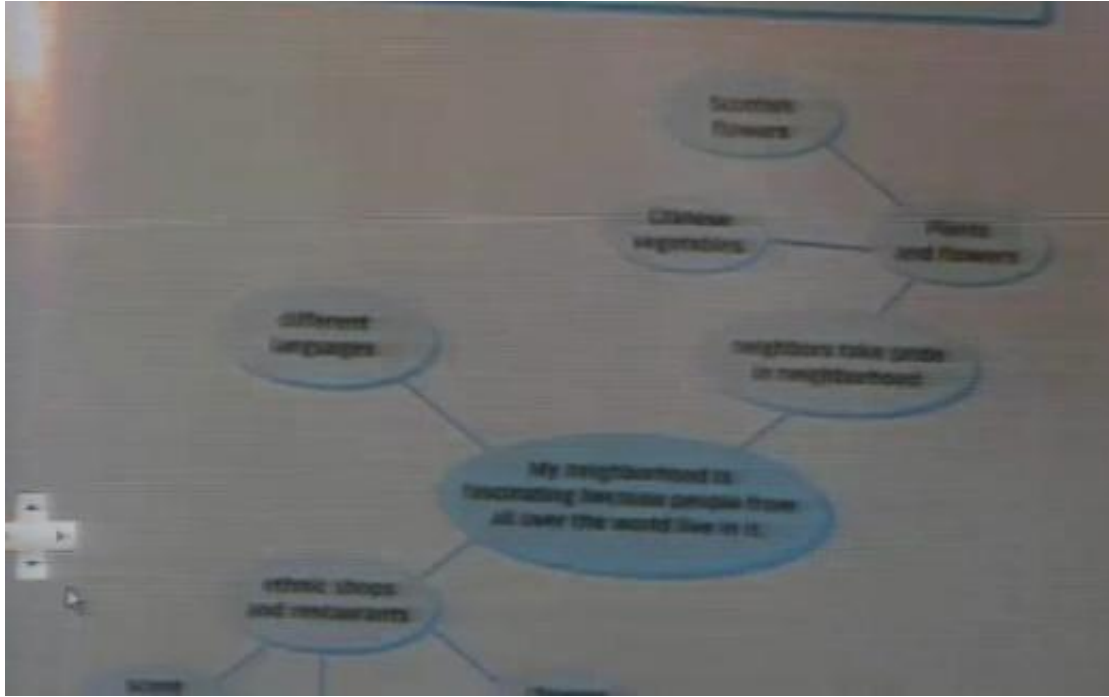 Scottish
flowers
Chinese
vegetables
Plants
and flowers
different
languages
neighbors take pride
in neighborhood
My neighborhood is
fascinating because people from
all over the world live in it.
ethnic shops
and restaurants
scent